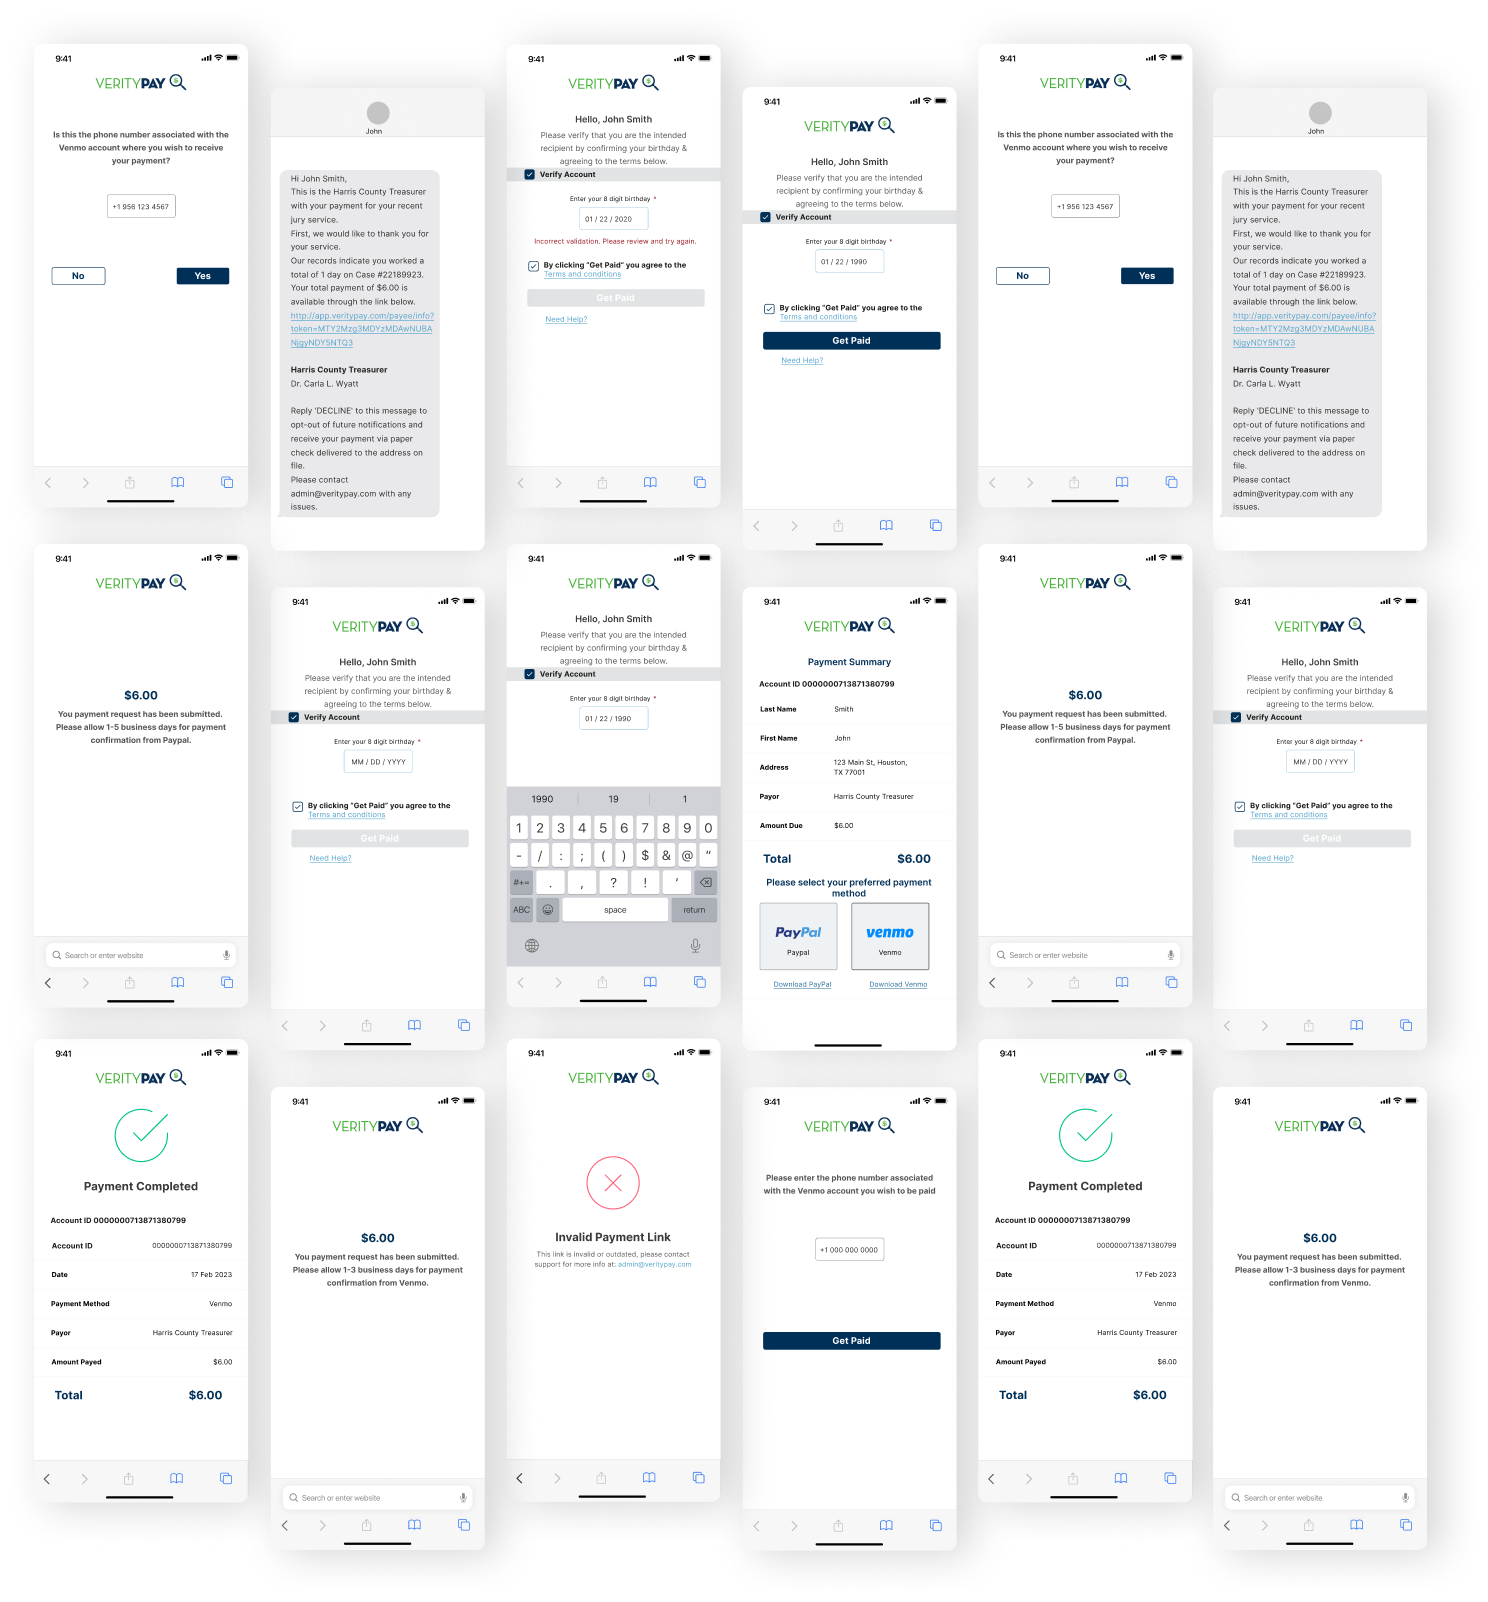 9:41
VERITYPAY
Is this the phone number associated with the
Venmo account where you wish to receive
your payment?
+1 956 123 4567
No
Yes
9:41
VERITYPAY
$6.00
You payment request has been submitted.
Please allow 1-5 business days for payment
confirmation from Paypal.
Search or enter website
9:41
VERITYPAY
Payment Completed
Account ID 0000000713871380799
Account ID 0000000713871380799
Date 17 Feb 2023
Payment Method Venmo
Payor Harris County Treasurer
Amount Payed $6.00
Total $6.00
John
Hi John Smith,
This is the Harris County Treasurer
with your payment for your recent
jury service.
First, we would like to thank you for
your service.
Our records indicate you worked a
total of 1 day on Case #22189923.
Your total payment of $6.00 is
available through the link below.
http://app.veritypay.com/payee/info?
token=MTY2Mzg3MDYzMDAwNUBA
NjgyNDY5NTQ3
Harris County Treasurer
Dr. Carla L. Wyatt
Reply 'DECLINE' to this message to
opt-out of future notifications and
receive your payment via paper
check delivered to the address on
file.
Please contact
admin@veritypay.com with any
issues.
9:41
VERITYPAY
Hello, John Smith
Please verify that you are the intended
recipient by confirming your birthday &
agreeing to the terms below.
Verify Account
Enter your 8 digit birthday *
MM / DD / YYYY
By clicking “Get Paid” you agree to the
Terms and conditions
Get Paid
Need Help?
9:41
VERITYPAY
$6.00
You payment request has been submitted.
Please allow 1-3 business days for payment
confirmation from Venmo.
Search or enter website
9:41
VERITYPAY
Hello, John Smith
Please verify that you are the intended
recipient by confirming your birthday &
agreeing to the terms below.
Verify Account
Enter your 8 digit birthday *
01 / 22 / 2020
Incorrect validation. Please review and try again.
By clicking “Get Paid” you agree to the
Terms and conditions
Get Paid
Need Help?
9:41
VERITYPAY
Hello, John Smith
Please verify that you are the intended
recipient by confirming your birthday &
agreeing to the terms below.
Verify Account
Enter your 8 digit birthday *
01 / 22 / 1990
1990 19 1
1 2 3 4 5 6 7 8 9 0
- / : ; ( ) $ & @ “
#+= . , ? ! ’
ABC space return
9:41
VERITYPAY
Invalid Payment Link
This link is invalid or outdated, please contact
support for more info at: admin@veritypay.com
9:41
VERITYPAY
Hello, John Smith
Please verify that you are the intended
recipient by confirming your birthday &
agreeing to the terms below.
Verify Account
Enter your 8 digit birthday *
01 / 22 / 1990
By clicking “Get Paid” you agree to the
Terms and conditions
Get Paid
Need Help?
9:41
VERITYPAY
Payment Summary
Account ID 0000000713871380799
Last Name Smith
First Name John
Address 123 Main St, Houston,
TX 77001
Payor Harris County Treasurer
Amount Due $6.00
Total $6.00
Please select your preferred payment
method
PayPal venmo
Paypal Venmo
Download PayPal Download Venmo
9:41
VERITYPAY
Please enter the phone number associated
with the Venmo account you wish to be paid
+1 000 000 0000
Get Paid
9:41
VERITYPAY
Is this the phone number associated with the
Venmo account where you wish to receive
your payment?
+1 956 123 4567
No
Yes
9:41
VERITYPAY
$6.00
You payment request has been submitted.
Please allow 1-5 business days for payment
confirmation from Paypal.
Search or enter website
9:41
VERITYPAY
Payment Completed
Account ID 0000000713871380799
Account ID 0000000713871380799
Date 17 Feb 2023
Payment Method Venmo
Payor Harris County Treasurer
Amount Payed $6.00
Total $6.00
John
Hi John Smith,
This is the Harris County Treasurer
with your payment for your recent
jury service.
First, we would like to thank you for
your service.
Our records indicate you worked a
total of 1 day on Case #22189923.
Your total payment of $6.00 is
available through the link below.
http://app.veritypay.com/payee/info?
token=MTY2Mzg3MDYzMDAwNUBA
NjgyNDY5NTQ3
Harris County Treasurer
Dr. Carla L. Wyatt
Reply 'DECLINE' to this message to
opt-out of future notifications and
receive your payment via paper
check delivered to the address on
file.
Please contact
admin@veritypay.com with any
issues.
9:41
VERITYPAY
Hello, John Smith
Please verify that you are the intended
recipient by confirming your birthday &
agreeing to the terms below.
Verify Account
Enter your 8 digit birthday *
MM / DD / YYYY
By clicking “Get Paid” you agree to the
Terms and conditions
Get Paid
Need Help?
9:41
VERITYPAY
$6.00
You payment request has been submitted.
Please allow 1-3 business days for payment
confirmation from Venmo.
Search or enter website